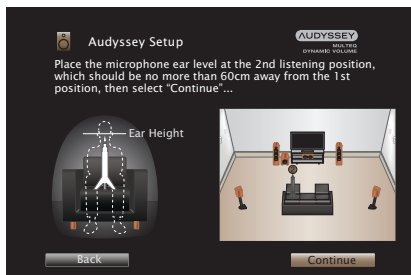 Audyssey Setup
AUDYSSEY
MULTEQ
DYNAMIC VOLUME
Place the microphone ear level at the 2nd listening position,
which should be no more than 60cm away from the 1st
position, then select “Continue”...
Ear Height
Back
Continue